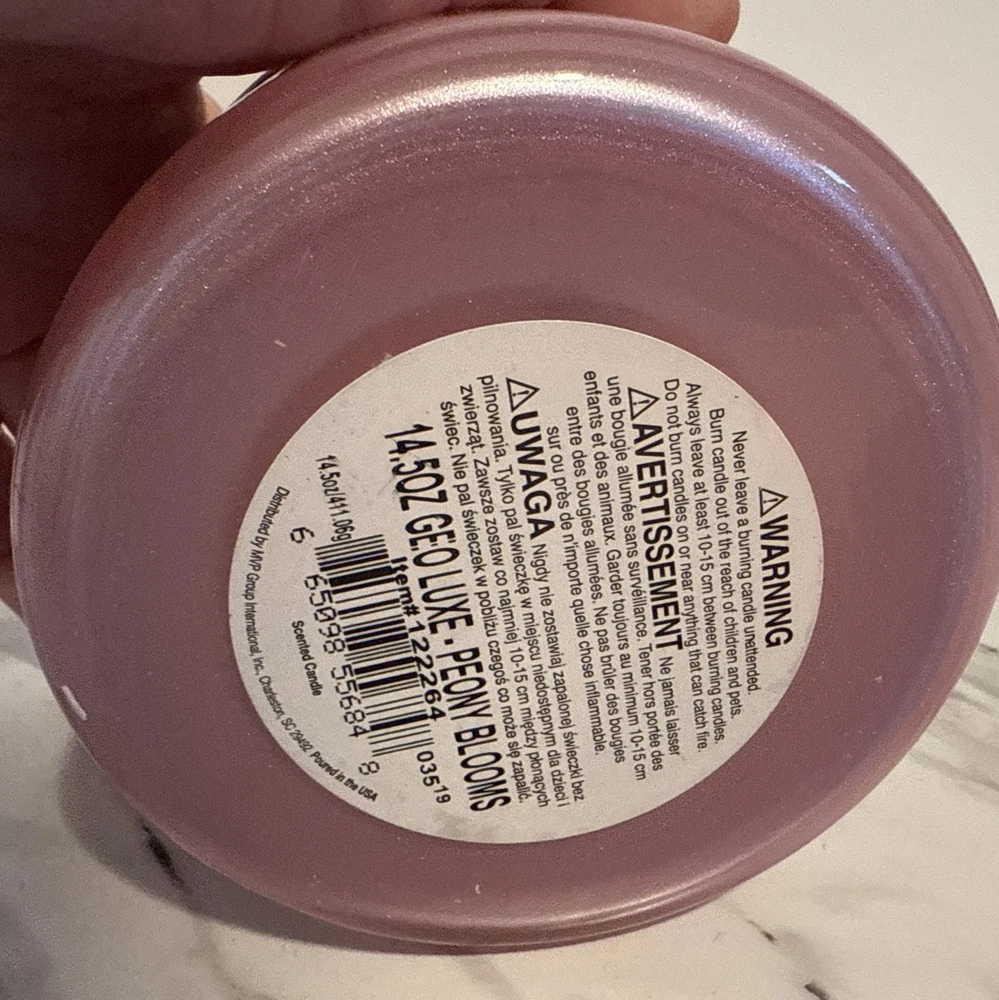 ⚠WARNING
Never leave a burning candle unattended.
Burn candle out of the reach of children and pets.
Always leave at least 10-15 cm between burning candles.
Do not burn candles on or near anything that can catch fire.
⚠AVERTISSEMENT Ne jamais laisser
une bougie allumée sans survéillance. Tener hors portée des
enfants et des animaux. Garder toujours au minimum 10-15 cm
entre des bougies allumées. Ne pas brûler des bougies
sur ou près de n'importe quelle chose inflammable.
⚠UWAGA Nigdy nie zostawiaj zapalonej świeczki bez
pilnowania. Tylko pal świeczkę w miejscu niedostępnym dla dzieci i
zwierząt. Zawsze zostaw co najmniej 10-15 cm między płonących
świec. Nie pal świeczek w pobliżu czegoś co może się zapalić.
14.5OZ GEO LUXE - PEONY BLOOMS
Item#122264 03519
14.5oz/411.06g
6 65098 55684 8
Scented Candle
Distributed by MVP Group International, Inc., Charleston, SC 29492 Poured in the USA